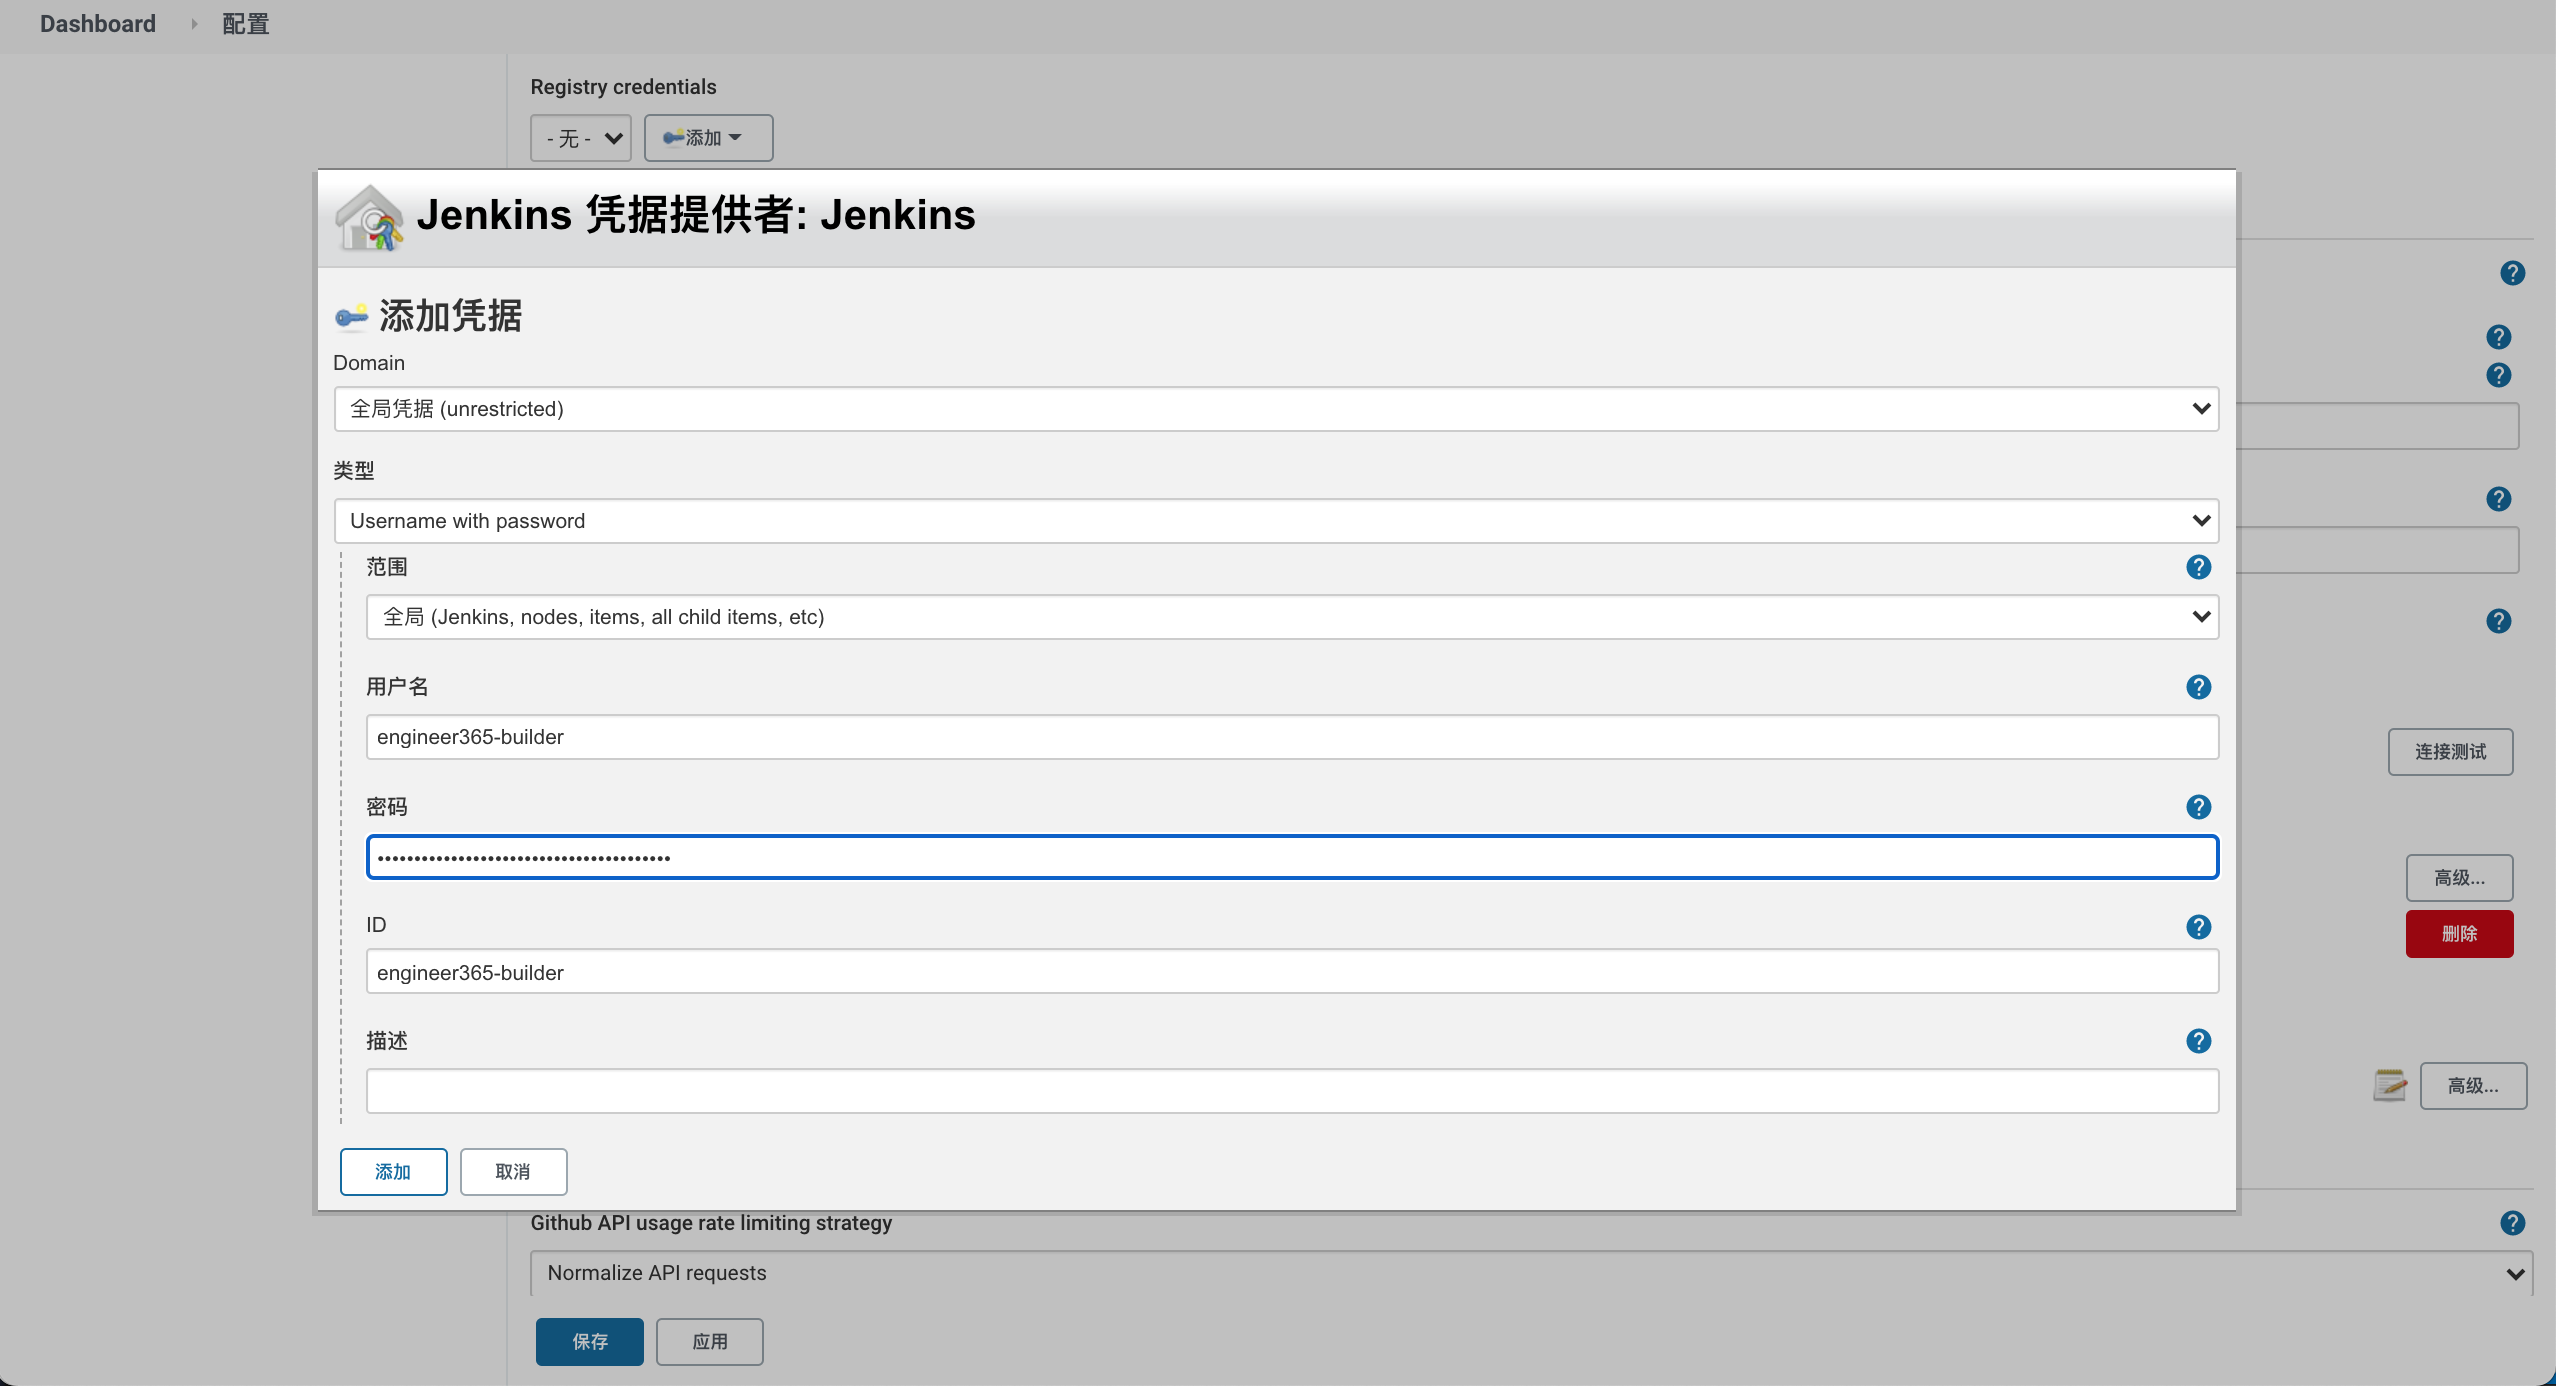 Dashboard 配置
Registry credentials
- 无 - 添加
Jenkins 凭据提供者: Jenkins
添加凭据
Domain
全局凭据 (unrestricted)
类型
Username with password
范围
全局 (Jenkins, nodes, items, all child items, etc)
用户名
engineer365-builder
连接测试
密码
高级...
ID
删除
engineer365-builder
描述
高级...
添加 取消
Github API usage rate limiting strategy
Normalize API requests
保存 应用